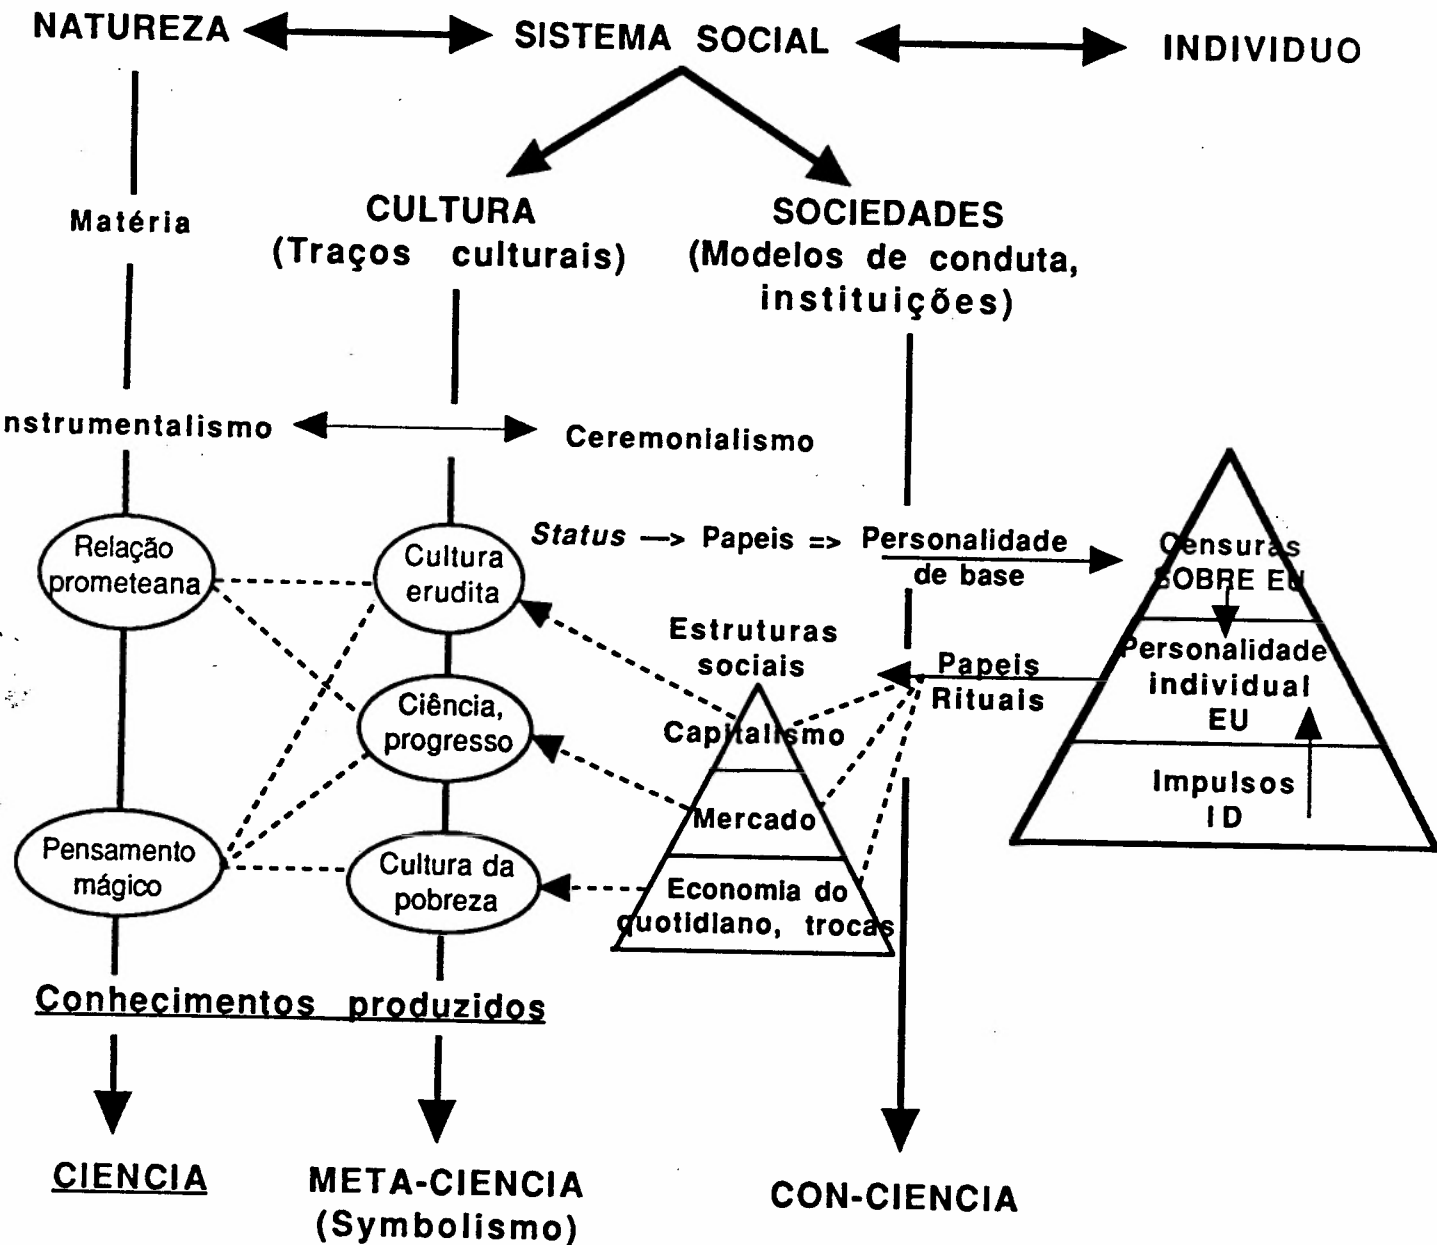 NATUREZA
SISTEMA SOCIAL
INDIVIDUO
Matéria
CULTURA
(Traços culturais)
SOCIEDADES
(Modelos de conduta,
instituições)
nstrumentalismo
Ceremonialismo
Relação
prometeana
Cultura
erudita
Status —> Papeis => Personalidade
de base
Censuras
SOBRE EU
Estruturas
sociais
Papeis
Rituais
Personalidade
individual
EU
Ciência,
progresso
Capitalismo
Mercado
Impulsos
ID
Pensamento
mágico
Cultura da
pobreza
Economia do
quotidiano, trocas
Conhecimentos produzidos
CIENCIA
META-CIENCIA
(Symbolismo)
CON-CIENCIA